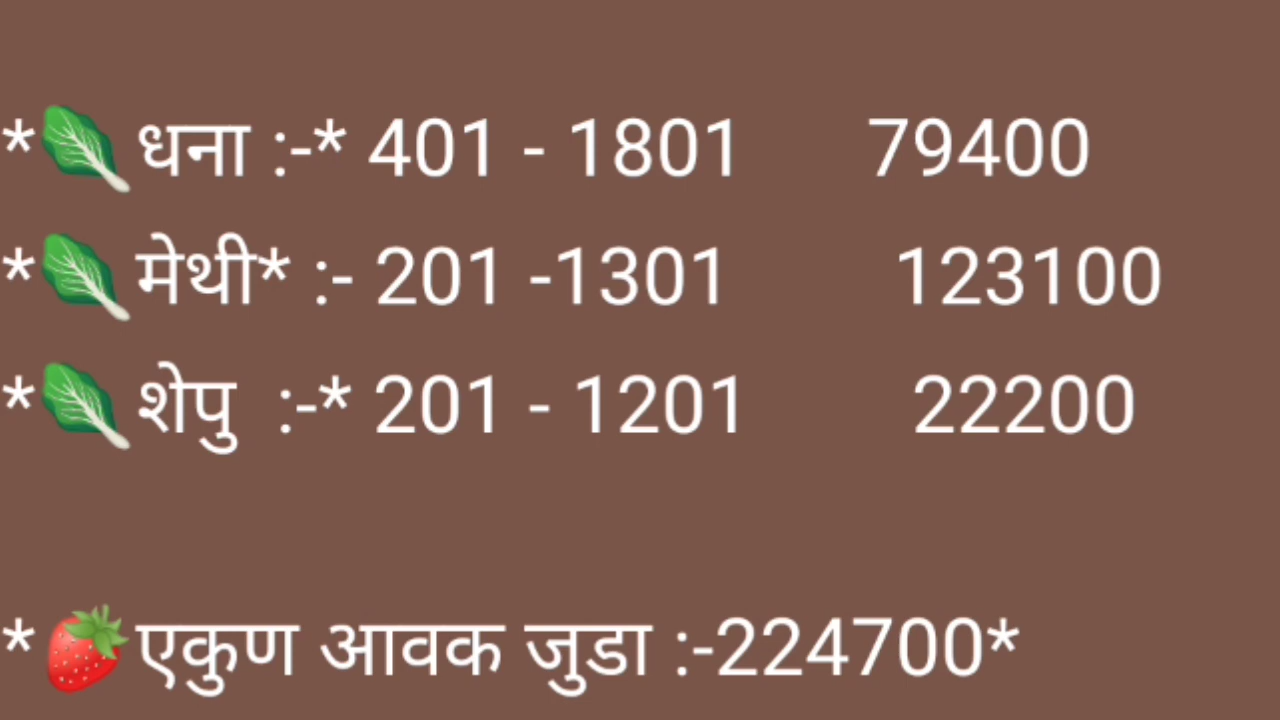 *🥬धना :-* 401 - 1801 79400
*🥬मेथी* :- 201 -1301 123100
*🥬शेपु :-* 201 - 1201 22200
*🍓एकुण आवक जुडा :-224700*